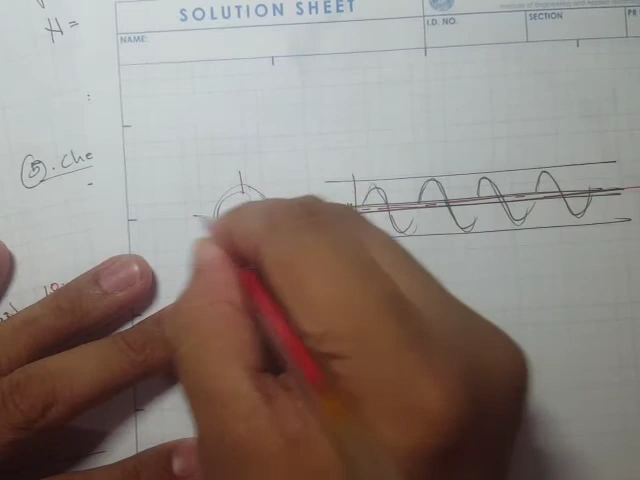 SOLUTION SHEET
NAME:
I.D. NO.
SECTION
PR
H =
⑤. Che